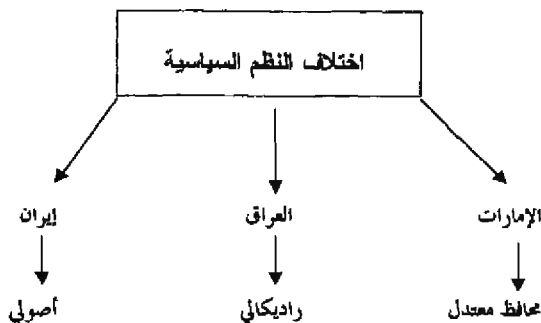 اختلاف النظم السياسية
الإمارات العراق إيران
محافظ معتدل راديكالي أصولي